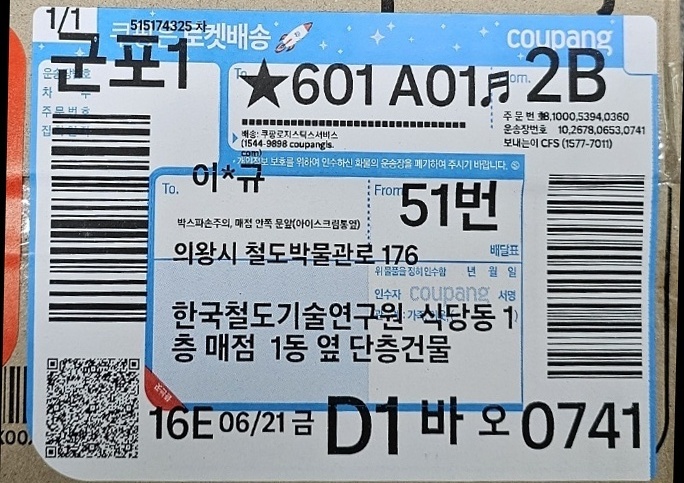 1/1 515174325 차
로켓배송 coupang
군포1
운송장번호
주문번호
To. ★601 A01♬ From. 2B
배송: 쿠팡로지스틱스서비스
(1544-9898 coupangls.
com)
주문번호 18,1000,5394,0360
운송장번호 10,2678,0653,0741
보내는이 CFS (1577-7011)
*개인정보 보호를 위하여 인수하신 화물의 운송장을 폐기하여 주시기 바랍니다.
To. 이*규
From 51번
박스파손주의, 매점 안쪽 문앞(아이스크림통옆)
배달표
의왕시 철도박물관로 176
위 물품을 정히 인수함 년 월 일
인수자 coupang 서명
한국철도기술연구원 식당동 1
층 매점 1동 옆 단층건물
16E 06/21 금 D1 바 오 0741